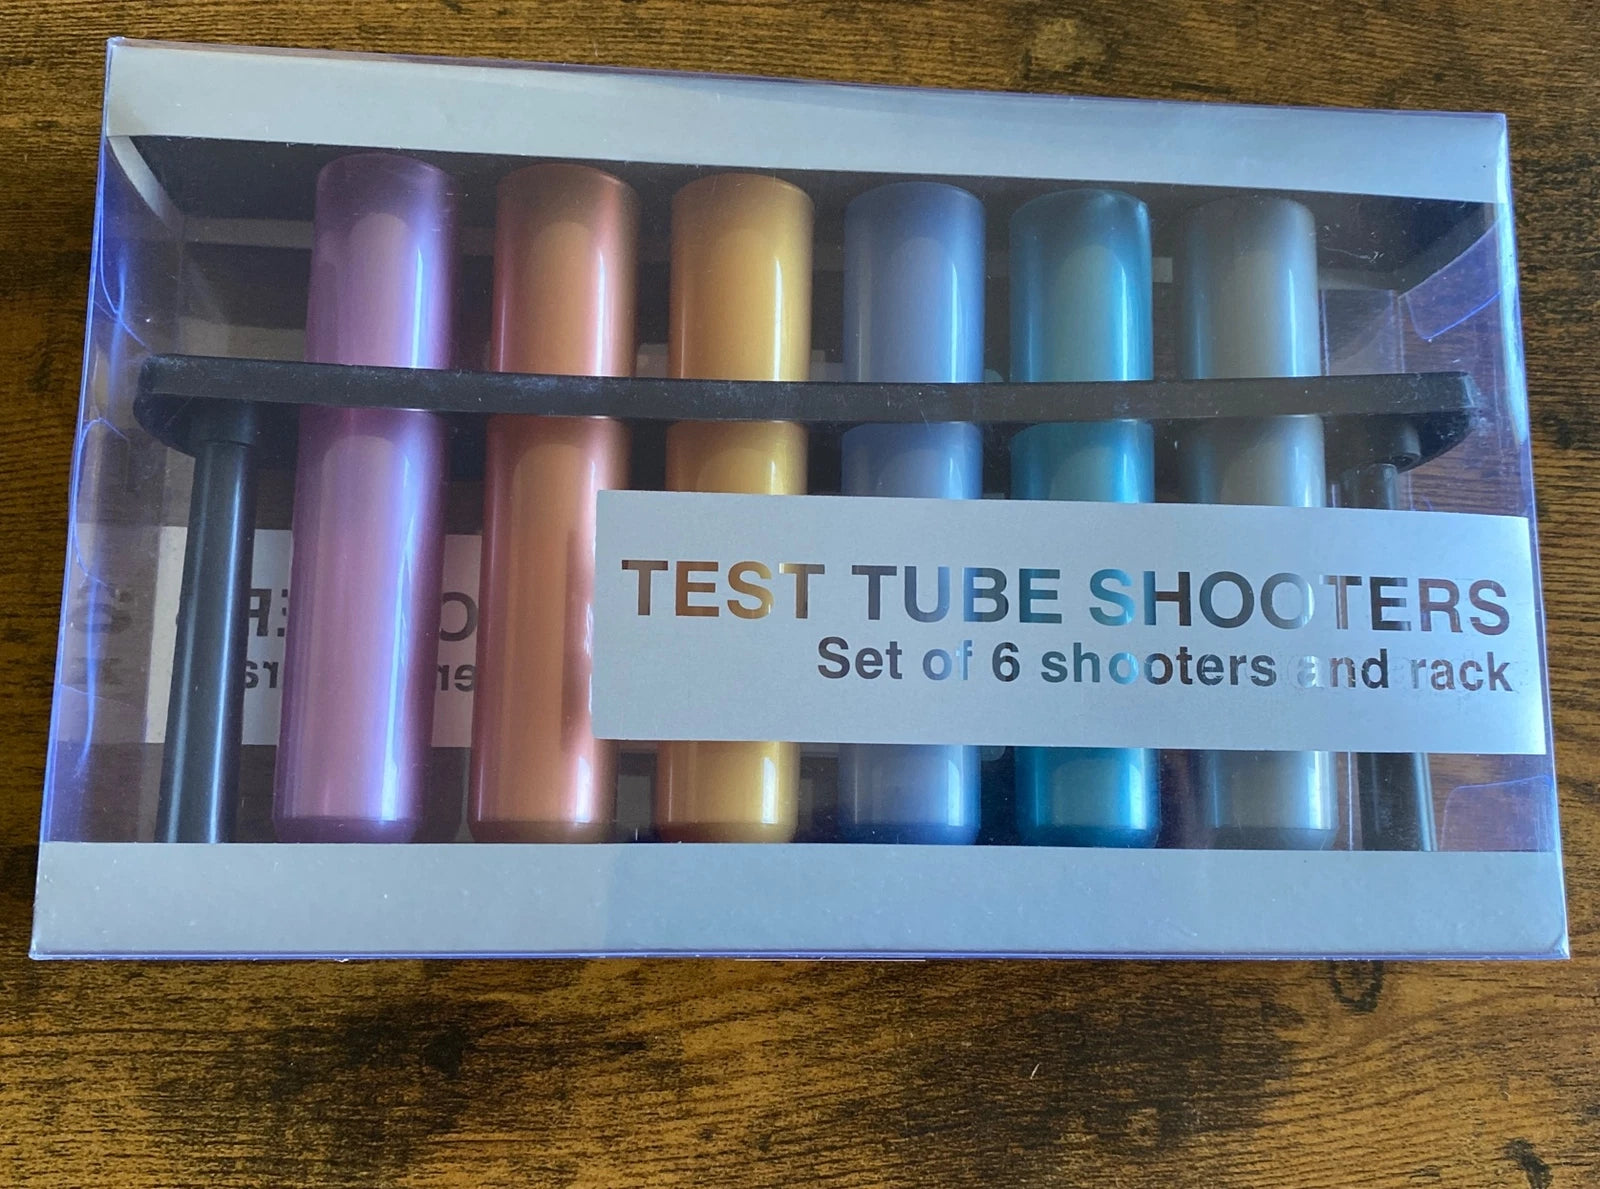 TEST TUBE SHOOTERS
Set of 6 shooters and rack